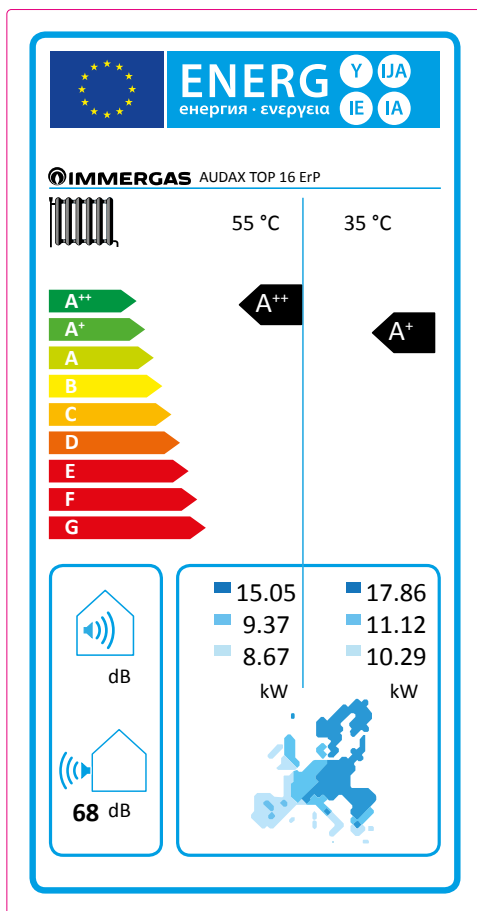 ENERG Y IJA
енергия · ενεργεια IE IA
IMMERGAS AUDAX TOP 16 ErP
55 °C 35 °C
A++ A++
A+ A+
A
B
C
D
E
F
G
15.05 17.86
9.37 11.12
8.67 10.29
kW kW
dB
68 dB